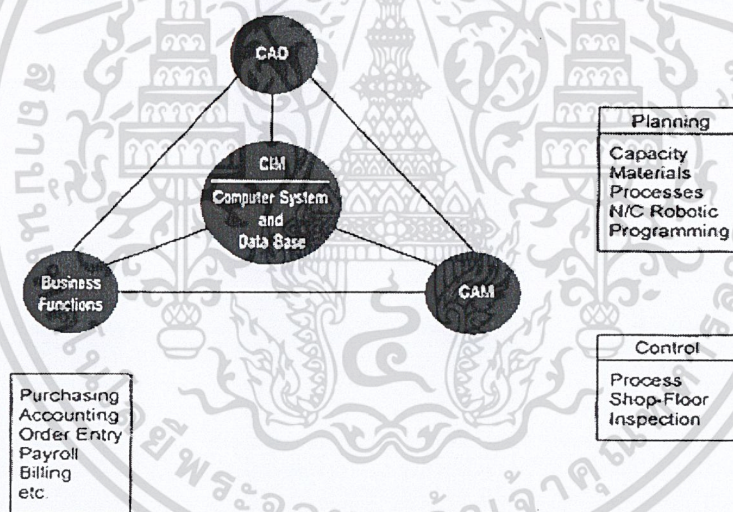 CAD
CIM
Computer System
and
Data Base
Business
Functions
CAM
Planning
Capacity
Materials
Processes
N/C Robotic
Programming
Control
Process
Shop-Floor
Inspection
Purchasing
Accounting
Order Entry
Payroll
Billing
etc.